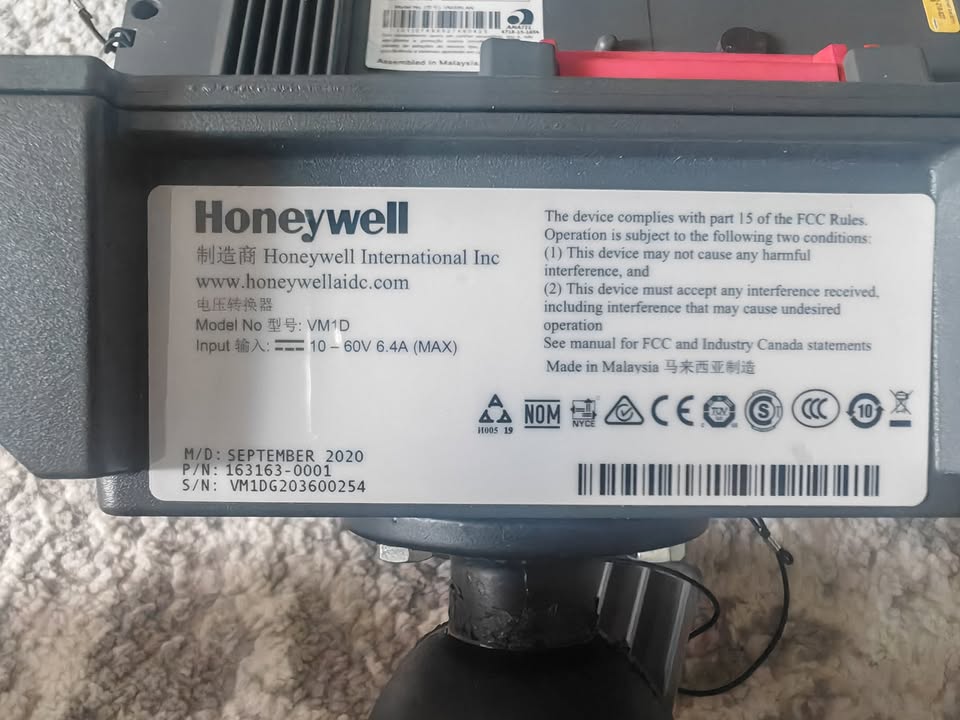 Assembled in Malaysia
Honeywell
制造商 Honeywell International Inc
www.honeywellaidc.com
电压转换器
Model No 型号: VM1D
Input 输入: 10 – 60V 6.4A (MAX)
M/D: SEPTEMBER 2020
P/N: 163163-0001
S/N: VM1DG203600254
The device complies with part 15 of the FCC Rules.
Operation is subject to the following two conditions:
(1) This device may not cause any harmful
interference, and
(2) This device must accept any interference received,
including interference that may cause undesired
operation
See manual for FCC and Industry Canada statements
Made in Malaysia 马来西亚制造
H005 19
NOM
NYCE
CE
TÜV
S
CCC
10